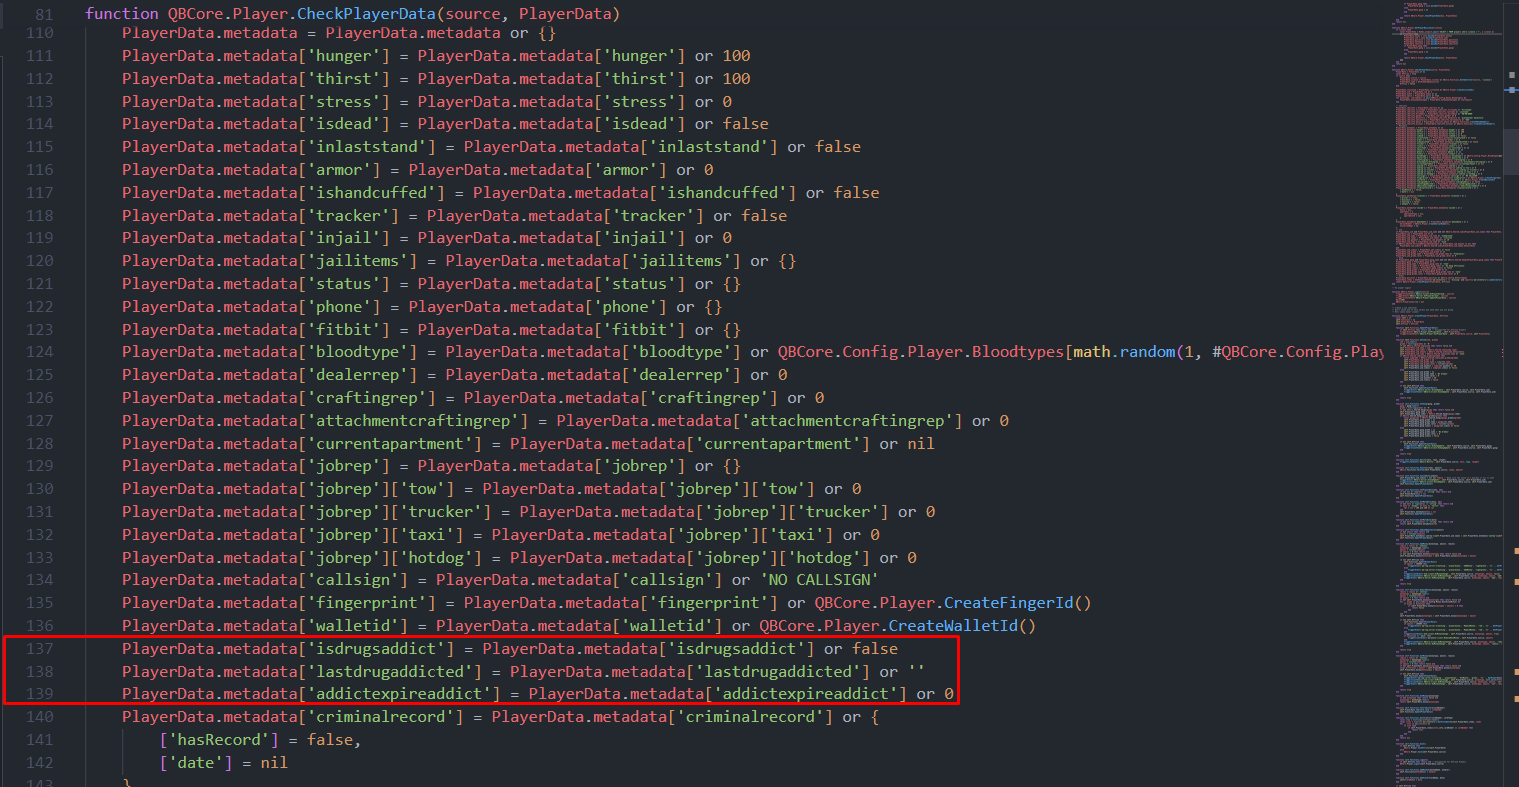 81 function QBCore.Player.CheckPlayerData(source, PlayerData)
110 PlayerData.metadata = PlayerData.metadata or {}
111 PlayerData.metadata['hunger'] = PlayerData.metadata['hunger'] or 100
112 PlayerData.metadata['thirst'] = PlayerData.metadata['thirst'] or 100
113 PlayerData.metadata['stress'] = PlayerData.metadata['stress'] or 0
114 PlayerData.metadata['isdead'] = PlayerData.metadata['isdead'] or false
115 PlayerData.metadata['inlaststand'] = PlayerData.metadata['inlaststand'] or false
116 PlayerData.metadata['armor'] = PlayerData.metadata['armor'] or 0
117 PlayerData.metadata['ishandcuffed'] = PlayerData.metadata['ishandcuffed'] or false
118 PlayerData.metadata['tracker'] = PlayerData.metadata['tracker'] or false
119 PlayerData.metadata['injail'] = PlayerData.metadata['injail'] or 0
120 PlayerData.metadata['jailitems'] = PlayerData.metadata['jailitems'] or {}
121 PlayerData.metadata['status'] = PlayerData.metadata['status'] or {}
122 PlayerData.metadata['phone'] = PlayerData.metadata['phone'] or {}
123 PlayerData.metadata['fitbit'] = PlayerData.metadata['fitbit'] or {}
124 PlayerData.metadata['bloodtype'] = PlayerData.metadata['bloodtype'] or QBCore.Config.Player.Bloodtypes[math.random(1, #QBCore.Config.Play
125 PlayerData.metadata['dealerrep'] = PlayerData.metadata['dealerrep'] or 0
126 PlayerData.metadata['craftingrep'] = PlayerData.metadata['craftingrep'] or 0
127 PlayerData.metadata['attachmentcraftingrep'] = PlayerData.metadata['attachmentcraftingrep'] or 0
128 PlayerData.metadata['currentapartment'] = PlayerData.metadata['currentapartment'] or nil
129 PlayerData.metadata['jobrep'] = PlayerData.metadata['jobrep'] or {}
130 PlayerData.metadata['jobrep']['tow'] = PlayerData.metadata['jobrep']['tow'] or 0
131 PlayerData.metadata['jobrep']['trucker'] = PlayerData.metadata['jobrep']['trucker'] or 0
132 PlayerData.metadata['jobrep']['taxi'] = PlayerData.metadata['jobrep']['taxi'] or 0
133 PlayerData.metadata['jobrep']['hotdog'] = PlayerData.metadata['jobrep']['hotdog'] or 0
134 PlayerData.metadata['callsign'] = PlayerData.metadata['callsign'] or 'NO CALLSIGN'
135 PlayerData.metadata['fingerprint'] = PlayerData.metadata['fingerprint'] or QBCore.Player.CreateFingerId()
136 PlayerData.metadata['walletid'] = PlayerData.metadata['walletid'] or QBCore.Player.CreateWalletId()
137 PlayerData.metadata['isdrugsaddict'] = PlayerData.metadata['isdrugsaddict'] or false
138 PlayerData.metadata['lastdrugaddicted'] = PlayerData.metadata['lastdrugaddicted'] or ''
139 PlayerData.metadata['addictexpireaddict'] = PlayerData.metadata['addictexpireaddict'] or 0
140 PlayerData.metadata['criminalrecord'] = PlayerData.metadata['criminalrecord'] or {
141 ['hasRecord'] = false,
142 ['date'] = nil
143 }